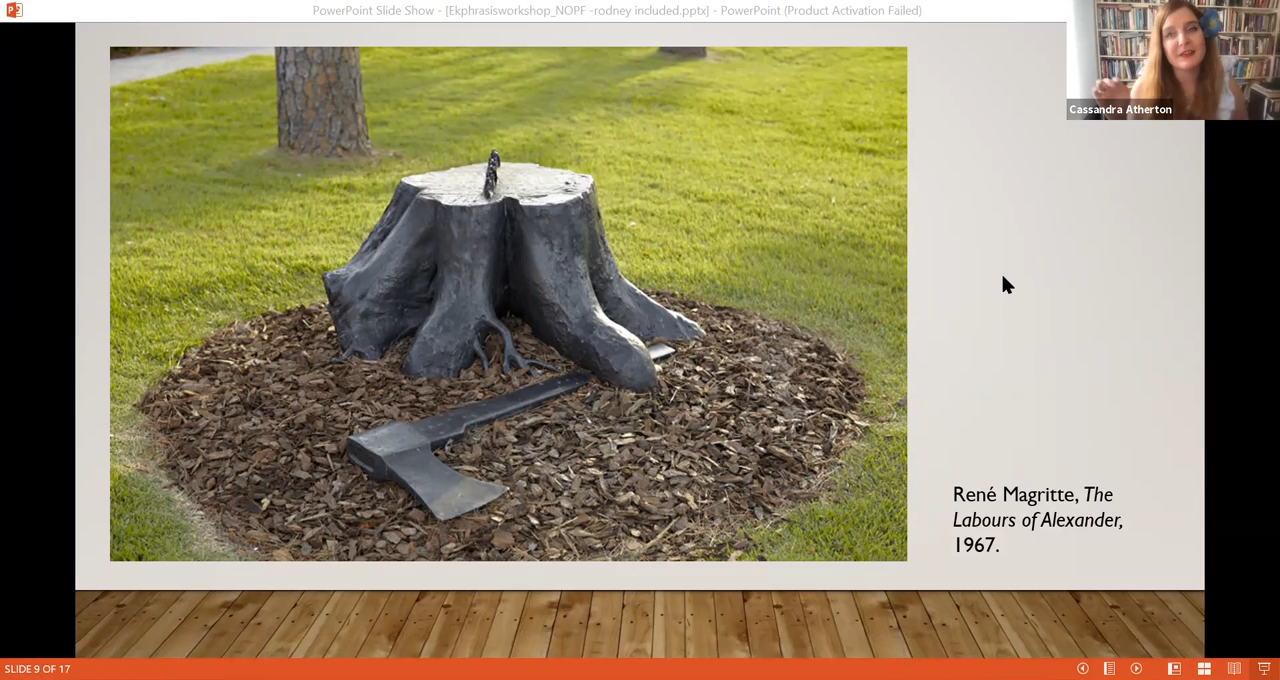 PowerPoint Slide Show - [Ekphrasisworkshop_NOPF -rodney included.pptx] - PowerPoint (Product Activation Failed)
Cassandra Atherton
René Magritte, The
Labours of Alexander,
1967.
SLIDE 9 OF 17